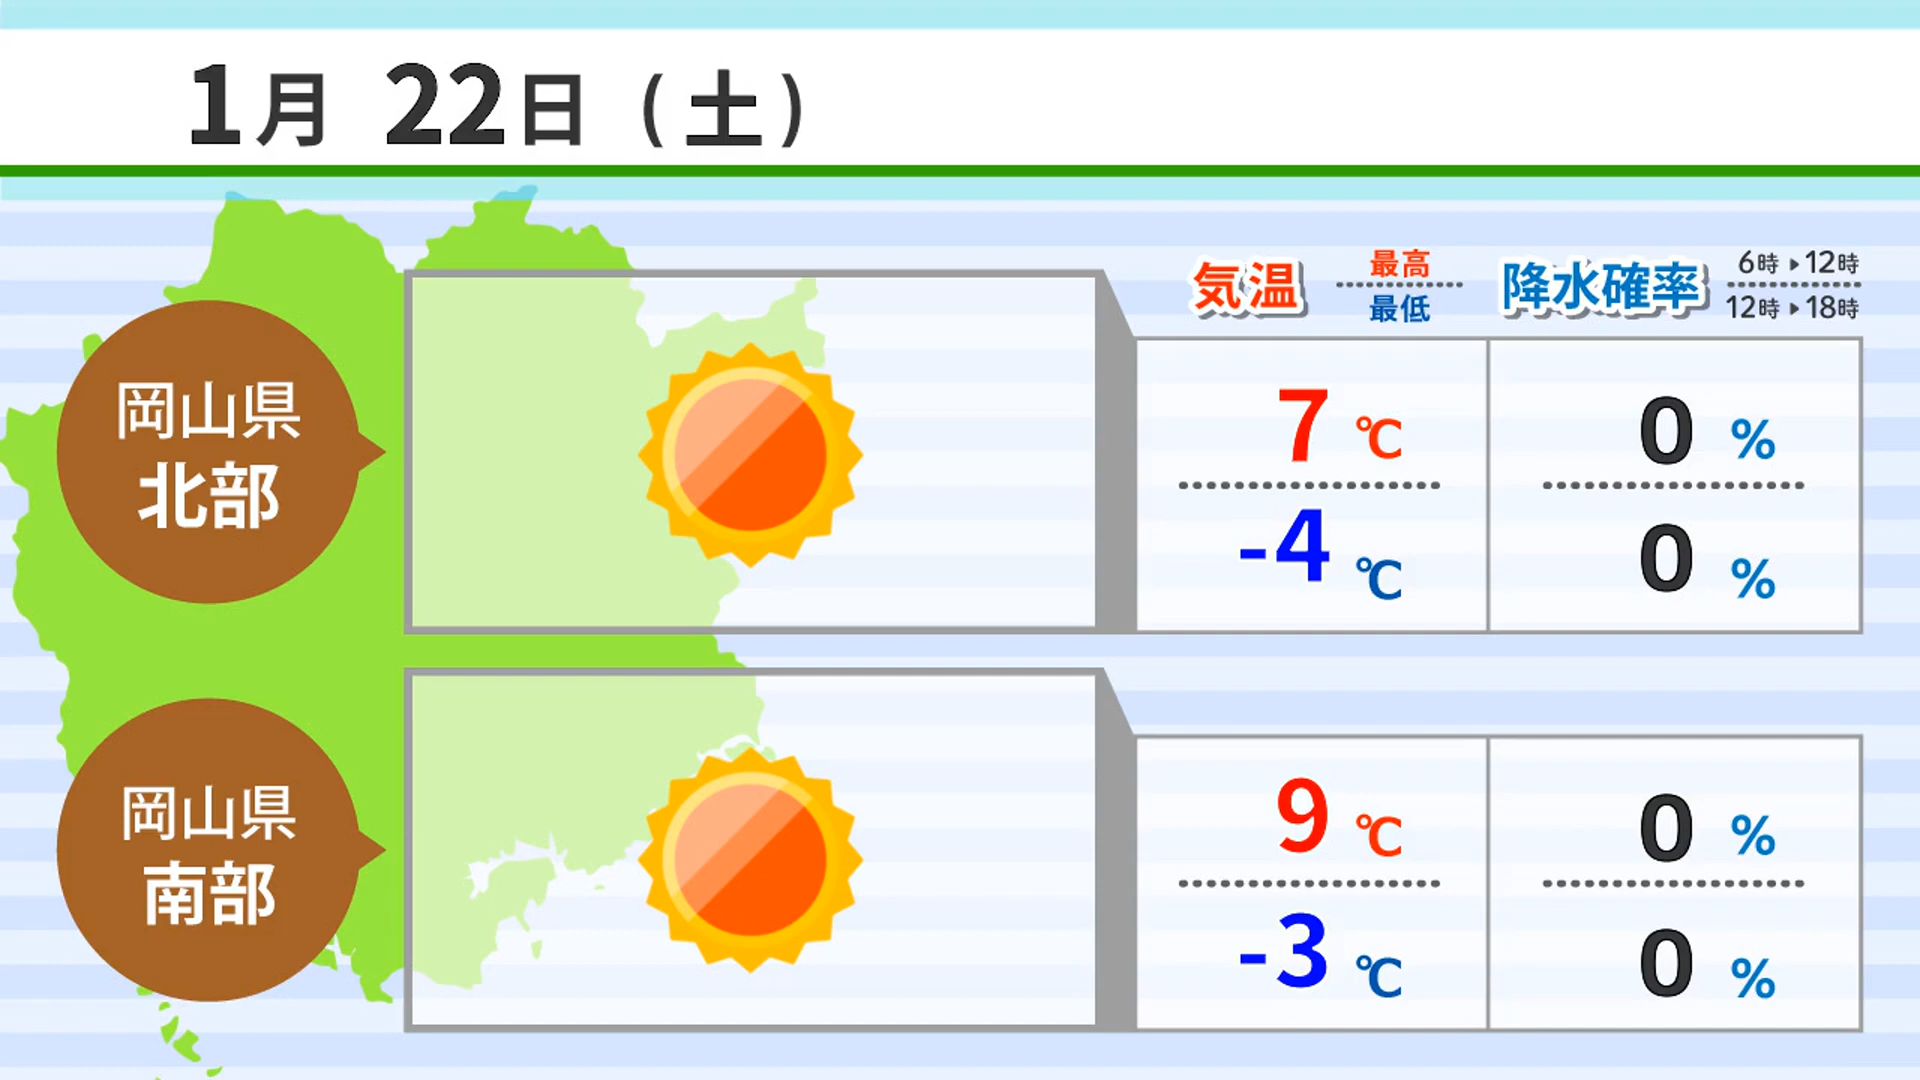 1月 22日 (土)
気温 最高 最低 降水確率 6時▶12時 12時▶18時
岡山県
北部
7 ℃ 0 %
-4 ℃ 0 %
岡山県
南部
9 ℃ 0 %
-3 ℃ 0 %